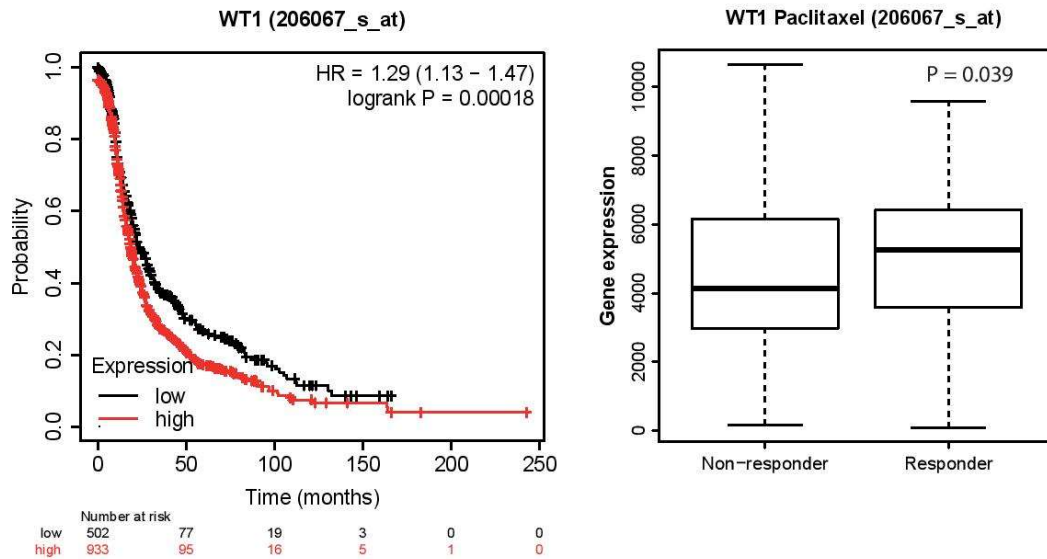 WT1 (206067_s_at)
HR = 1.29 (1.13 − 1.47)
logrank P = 0.00018
Probability
1.0
0.8
0.6
0.4
0.2
0.0
Expression
low
high
0 50 100 150 200 250
Time (months)
Number at risk
low 502 77 19 3 0 0
high 933 95 16 5 1 0
WT1 Paclitaxel (206067_s_at)
P = 0.039
Gene expression
10000
8000
6000
4000
2000
0
Non−responder Responder